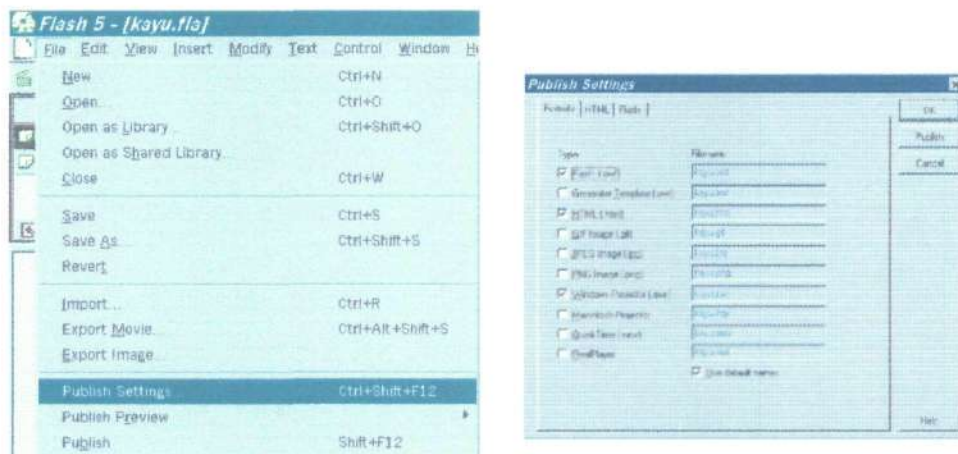 Flash 5 - [kayu.fla]
File Edit View Insert Modify Text Control Window
New Ctrl+N
Open... Ctrl+O
Open as Library... Ctrl+Shift+O
Open as Shared Library...
Close Ctrl+W
Save Ctrl+S
Save As... Ctrl+Shift+S
Revert
Import... Ctrl+R
Export Movie... Ctrl+Alt+Shift+S
Export Image...
Publish Settings... Ctrl+Shift+F12
Publish Preview
Publish Shift+F12
Publish Settings
Formats HTML Flash
OK
Publish
Cancel
Type: Filename:
Flash (.swf)
Generator Template (.swt)
HTML (.html)
GIF Image (.gif)
JPEG Image (.jpg)
PNG Image (.png)
Windows Projector (.exe)
Macintosh Projector
QuickTime (.mov)
RealPlayer
Use default names
Help